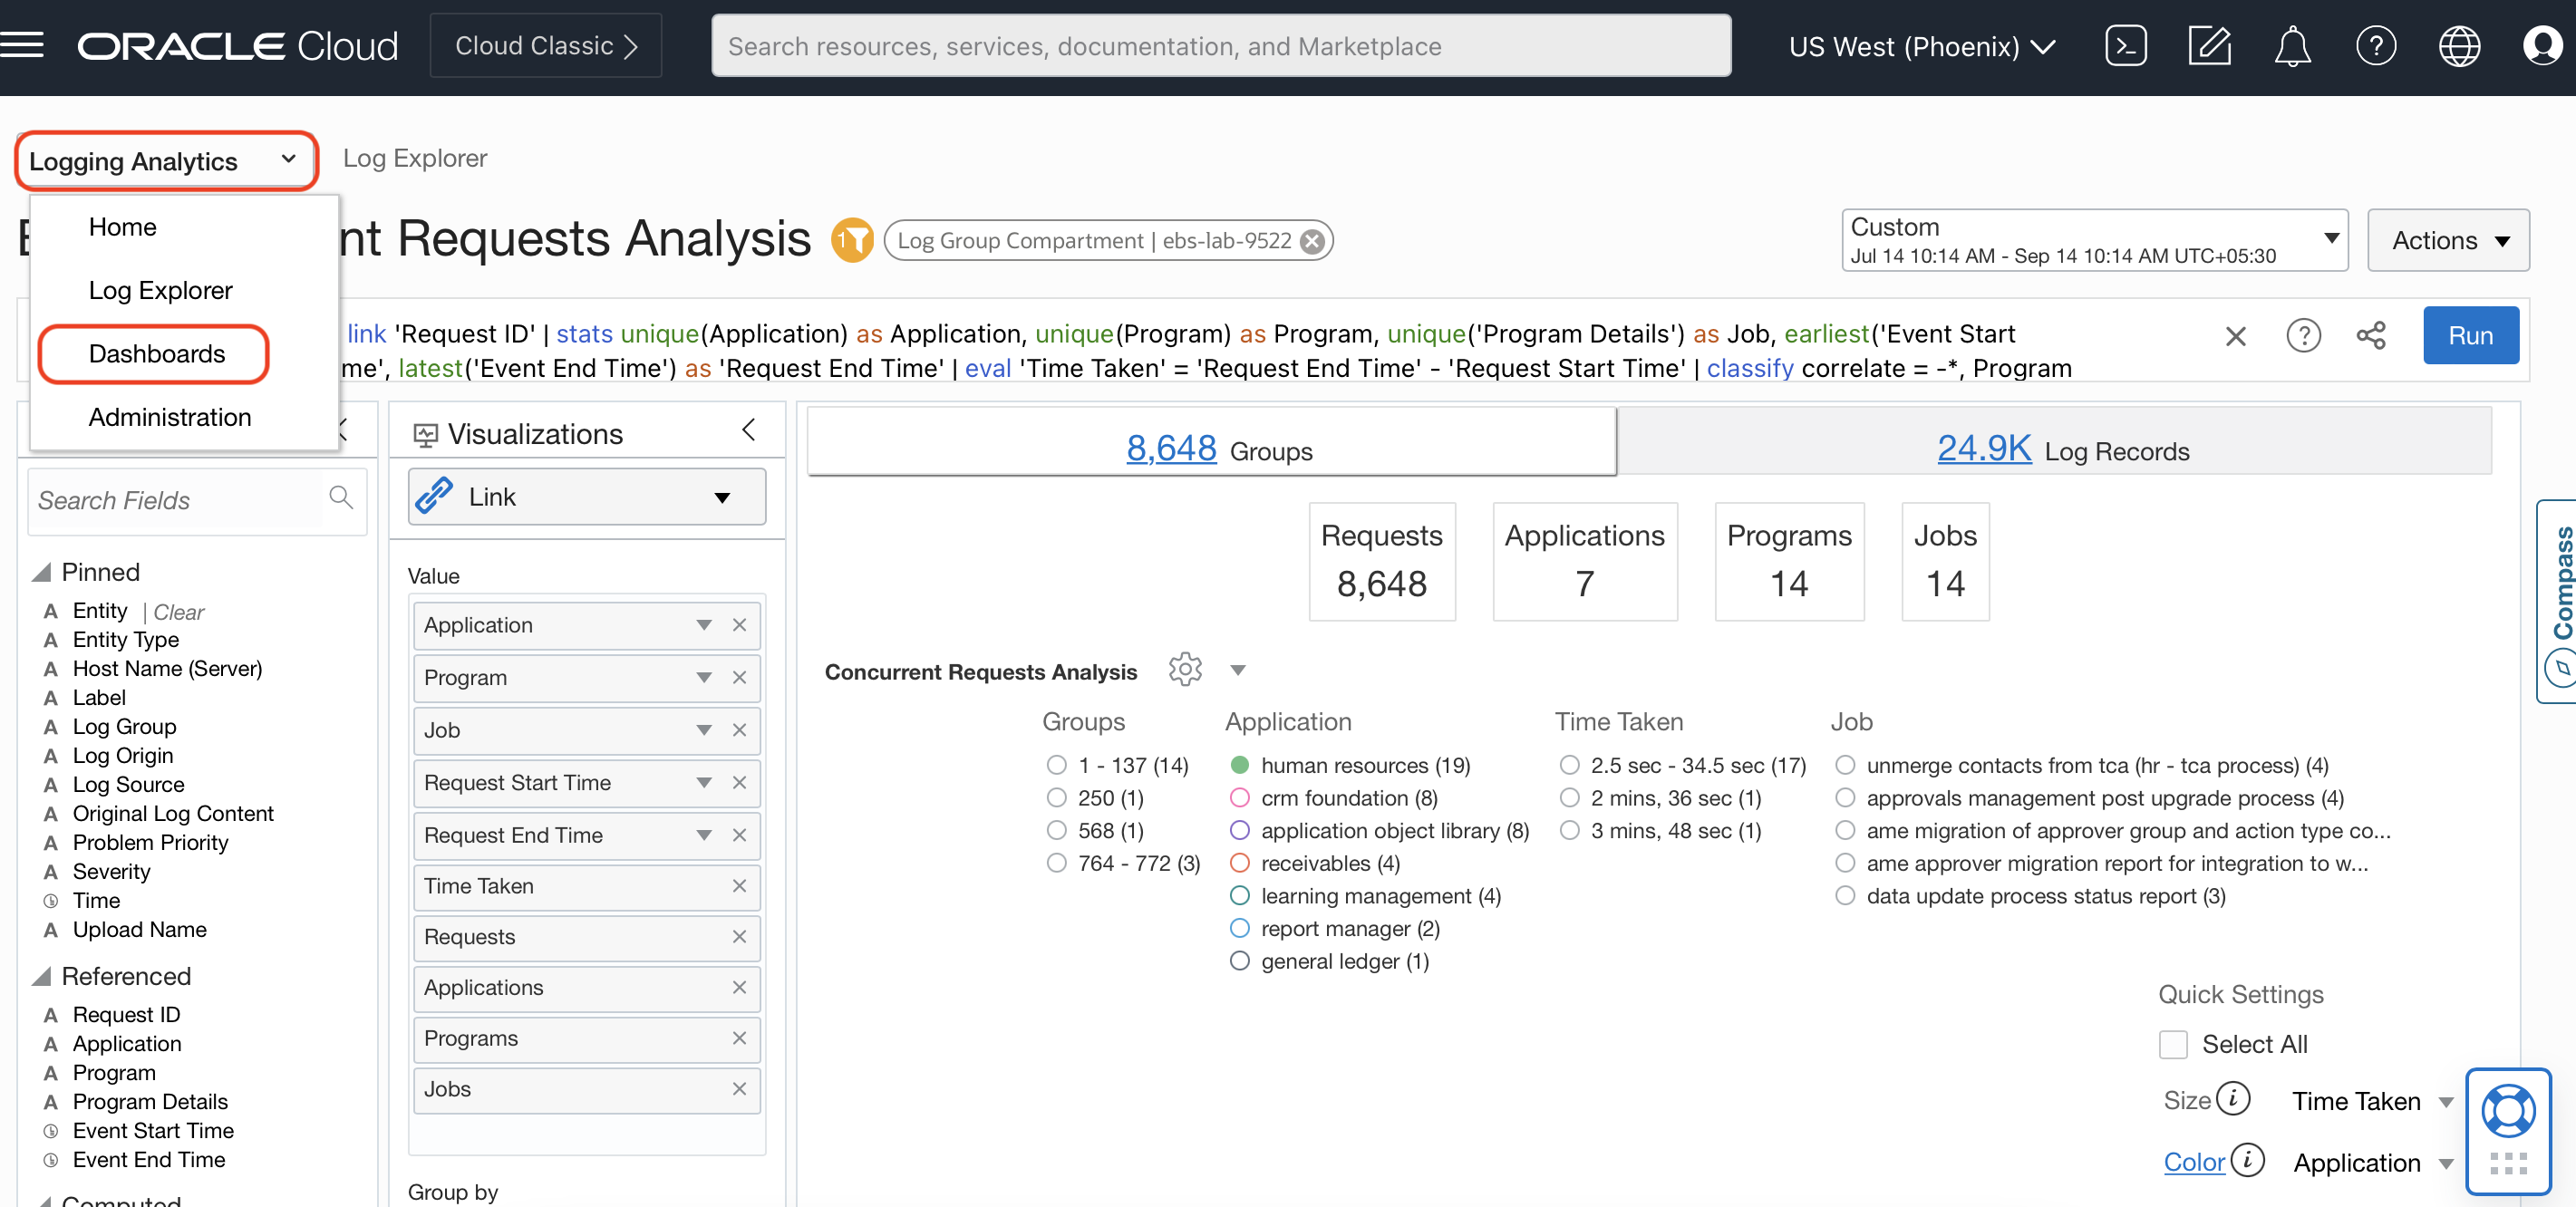 ORACLE Cloud
Cloud Classic
Search resources, services, documentation, and Marketplace
US West (Phoenix)
Logging Analytics
Log Explorer
Home
Log Explorer
Dashboards
Administration
nt Requests Analysis
1
Log Group Compartment | ebs-lab-9522
Custom
Jul 14 10:14 AM - Sep 14 10:14 AM UTC+05:30
Actions
link 'Request ID' | stats unique(Application) as Application, unique(Program) as Program, unique('Program Details') as Job, earliest('Event Start
me', latest('Event End Time') as 'Request End Time' | eval 'Time Taken' = 'Request End Time' - 'Request Start Time' | classify correlate = -*, Program
Run
Search Fields
Pinned
Entity | Clear
Entity Type
Host Name (Server)
Label
Log Group
Log Origin
Log Source
Original Log Content
Problem Priority
Severity
Time
Upload Name
Referenced
Request ID
Application
Program
Program Details
Event Start Time
Event End Time
Computed
Visualizations
Link
Value
Application
Program
Job
Request Start Time
Request End Time
Time Taken
Requests
Applications
Programs
Jobs
Group by
8,648 Groups
24.9K Log Records
Requests
8,648
Applications
7
Programs
14
Jobs
14
Concurrent Requests Analysis
Groups
1 - 137 (14)
250 (1)
568 (1)
764 - 772 (3)
Application
human resources (19)
crm foundation (8)
application object library (8)
receivables (4)
learning management (4)
report manager (2)
general ledger (1)
Time Taken
2.5 sec - 34.5 sec (17)
2 mins, 36 sec (1)
3 mins, 48 sec (1)
Job
unmerge contacts from tca (hr - tca process) (4)
approvals management post upgrade process (4)
ame migration of approver group and action type co...
ame approver migration report for integration to w...
data update process status report (3)
Quick Settings
Select All
Size Time Taken
Color Application
Compass